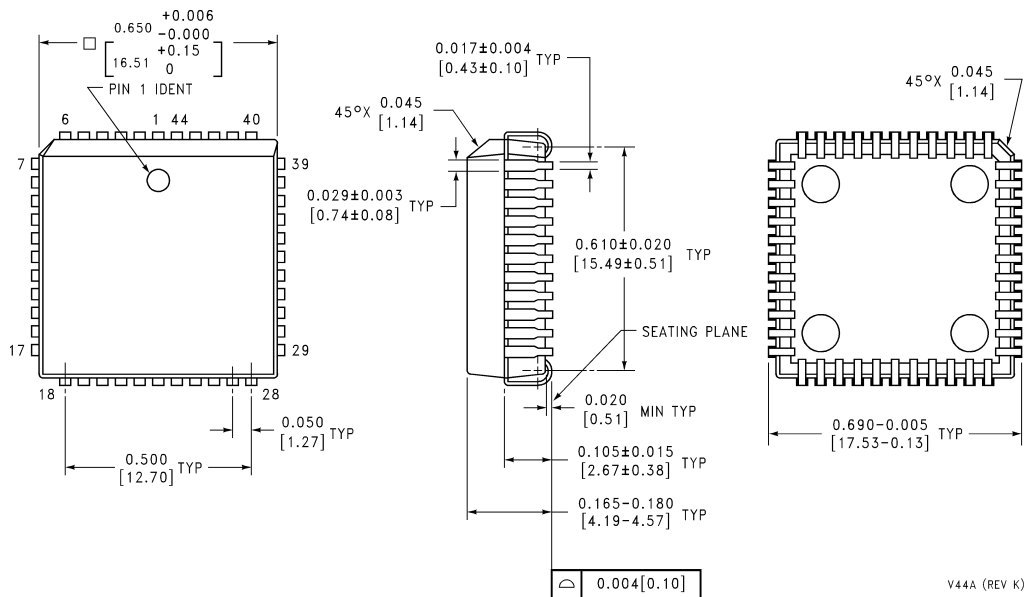 0.650 +0.006 -0.000
16.51 +0.15 0
PIN 1 IDENT
6 1 44 40
7 39
17 29
18 28
0.050
[1.27] TYP
0.500
[12.70] TYP
0.017±0.004
[0.43±0.10] TYP
45°X 0.045
[1.14]
0.029±0.003
[0.74±0.08] TYP
0.610±0.020
[15.49±0.51] TYP
SEATING PLANE
0.020
[0.51] MIN TYP
0.105±0.015
[2.67±0.38] TYP
0.165-0.180
[4.19-4.57] TYP
0.004[0.10]
45°X 0.045
[1.14]
0.690-0.005
[17.53-0.13] TYP
V44A (REV K)